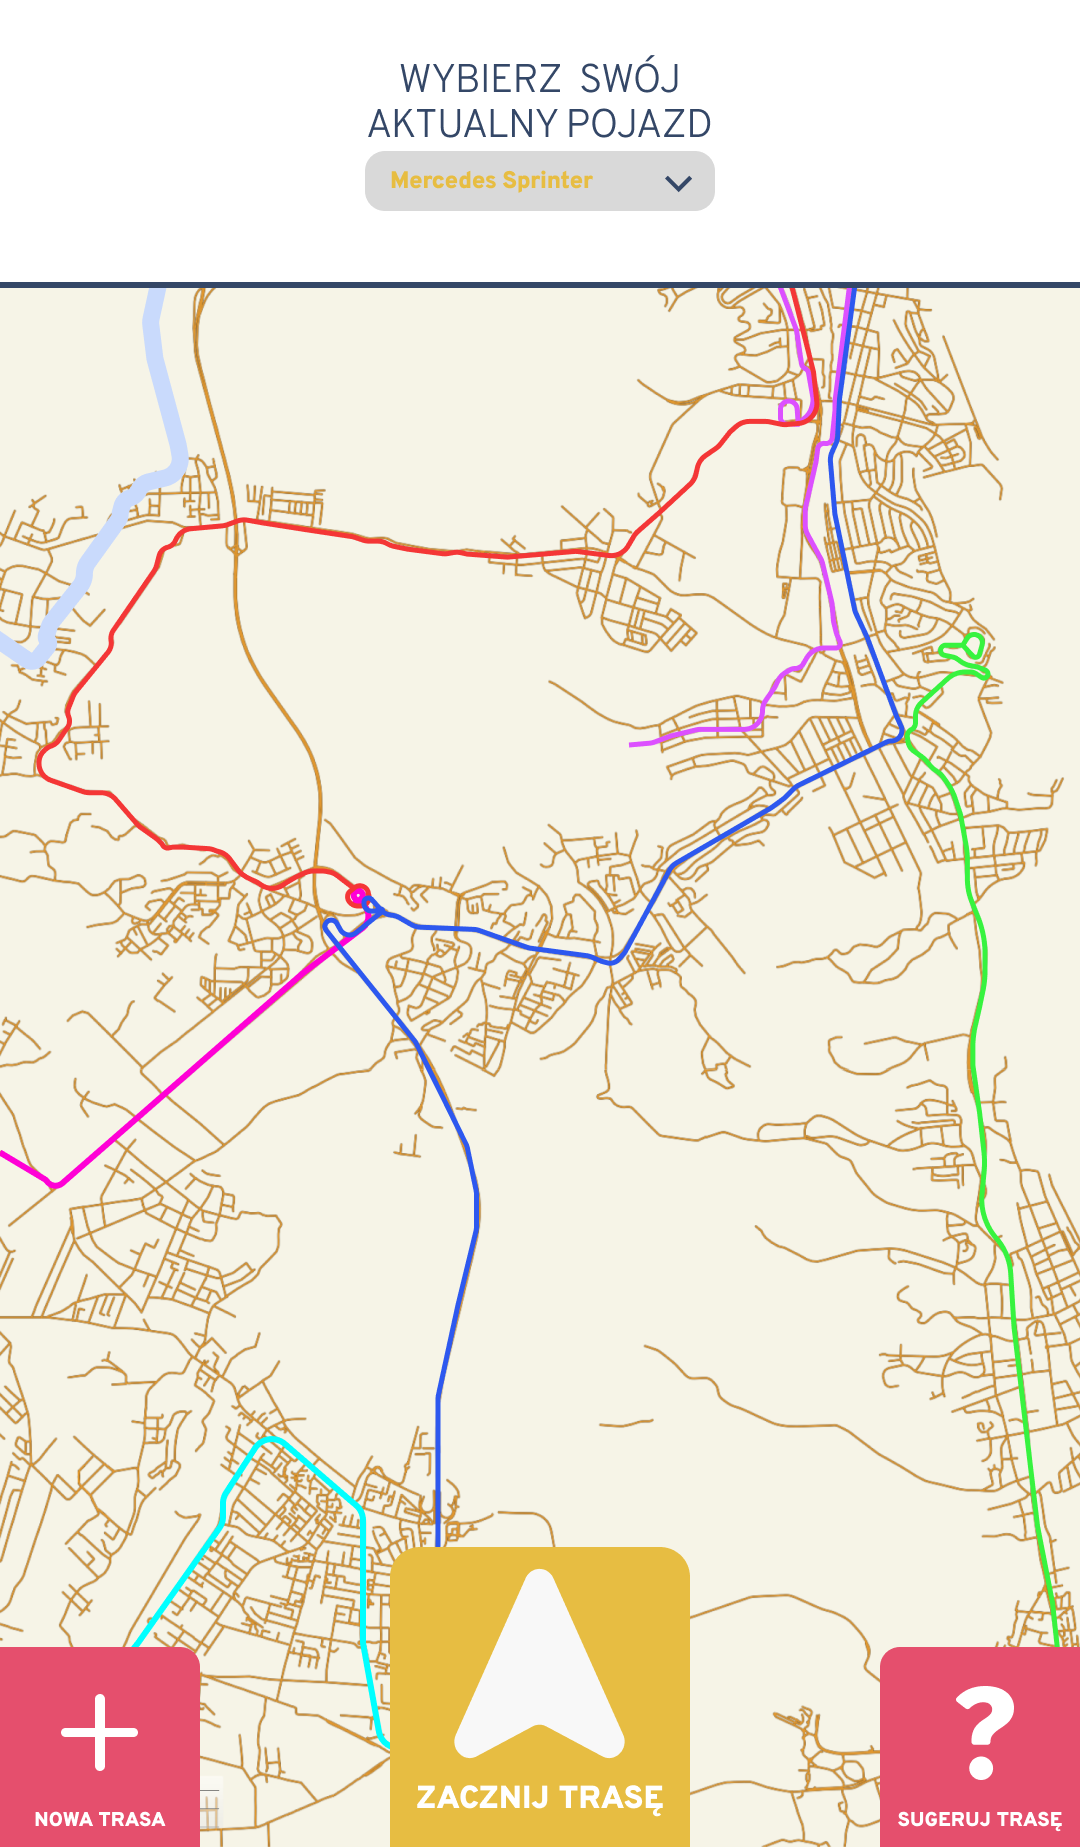 WYBIERZ SWÓJ
AKTUALNY POJAZD
Mercedes Sprinter
ZACZNIJ TRASĘ
NOWA TRASA
SUGERUJ TRASĘ